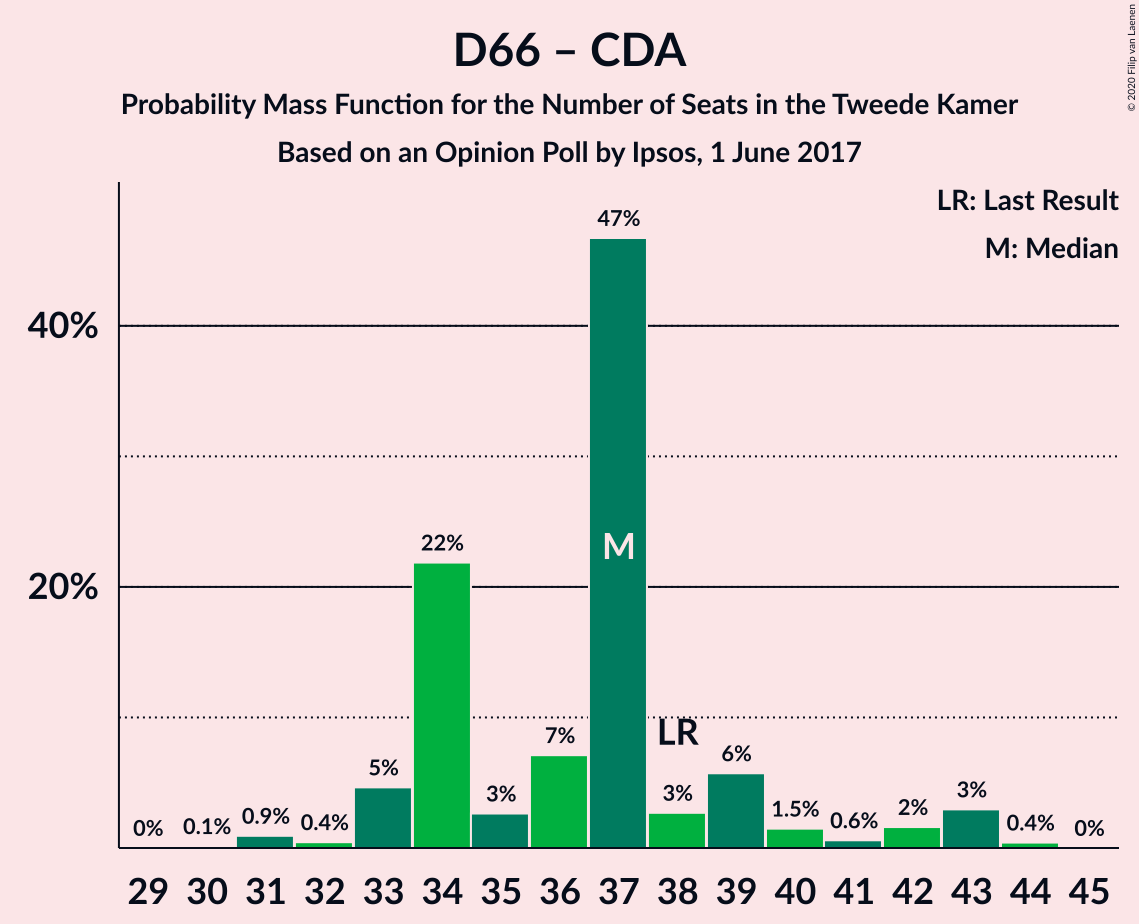 D66 – CDA
Probability Mass Function for the Number of Seats in the Tweede Kamer
Based on an Opinion Poll by Ipsos, 1 June 2017
© 2020 Filip van Laenen
LR: Last Result
M: Median
40%
20%
0%
0.1%
0.9%
0.4%
5%
22%
3%
7%
47%
M
LR
3%
6%
1.5%
0.6%
2%
3%
0.4%
0%
29 30 31 32 33 34 35 36 37 38 39 40 41 42 43 44 45